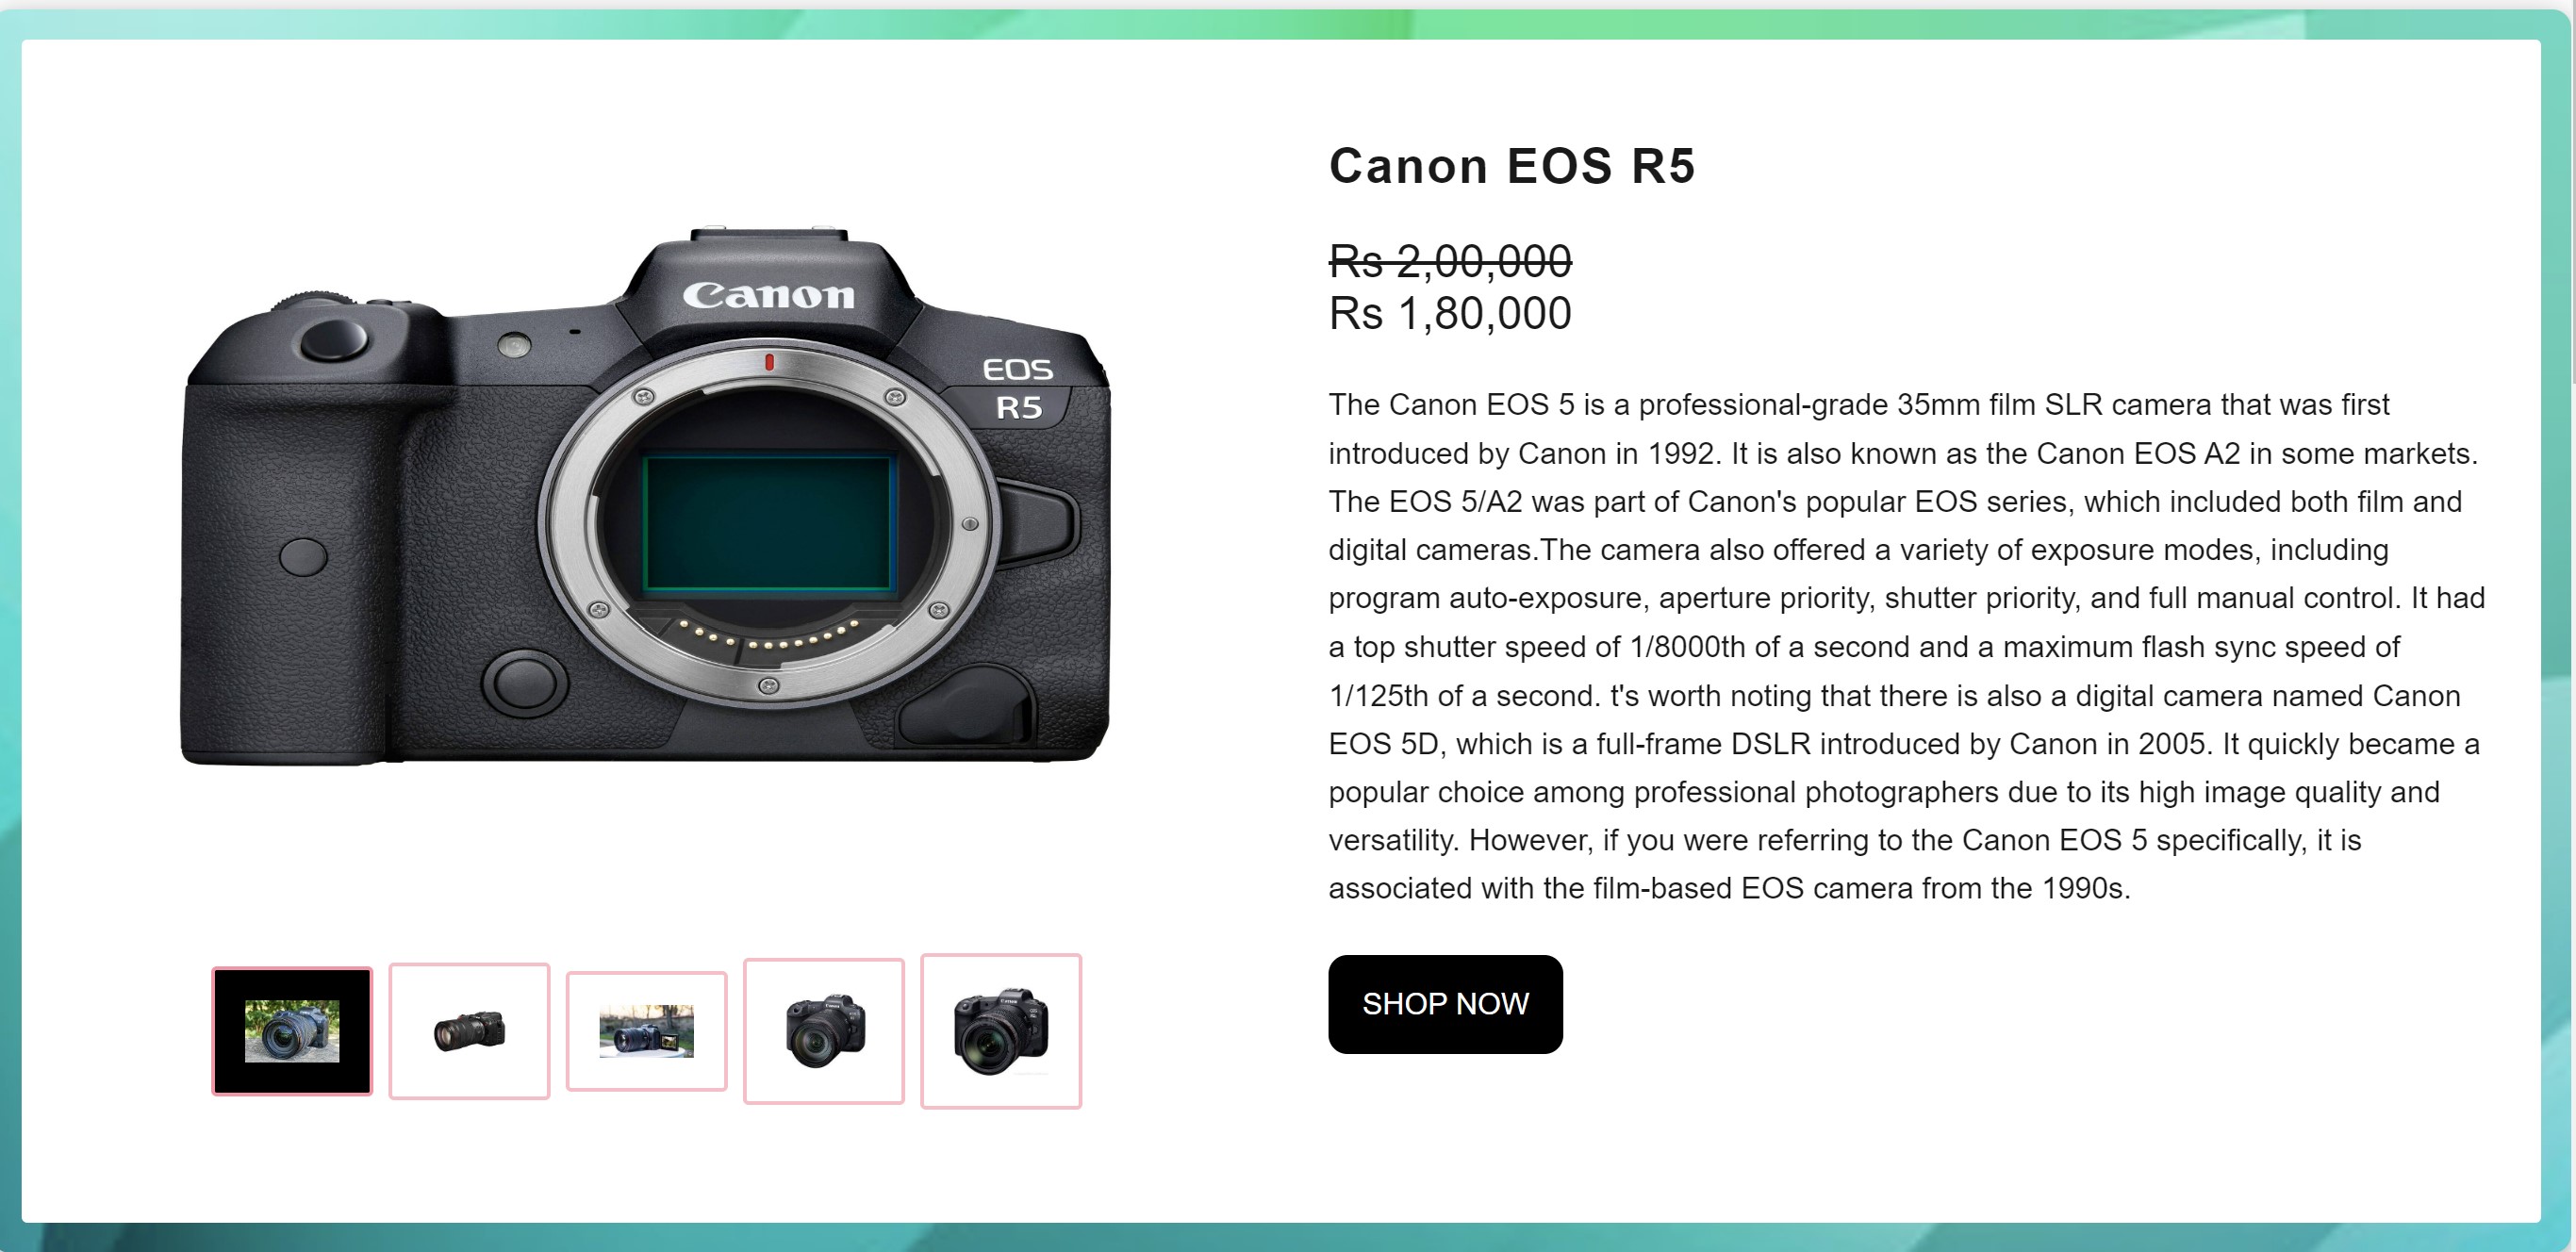 Canon EOS R5
Rs 2,00,000
Rs 1,80,000
Canon
EOS
R5
The Canon EOS 5 is a professional-grade 35mm film SLR camera that was first
introduced by Canon in 1992. It is also known as the Canon EOS A2 in some markets.
The EOS 5/A2 was part of Canon's popular EOS series, which included both film and
digital cameras.The camera also offered a variety of exposure modes, including
program auto-exposure, aperture priority, shutter priority, and full manual control. It had
a top shutter speed of 1/8000th of a second and a maximum flash sync speed of
1/125th of a second. t's worth noting that there is also a digital camera named Canon
EOS 5D, which is a full-frame DSLR introduced by Canon in 2005. It quickly became a
popular choice among professional photographers due to its high image quality and
versatility. However, if you were referring to the Canon EOS 5 specifically, it is
associated with the film-based EOS camera from the 1990s.
SHOP NOW